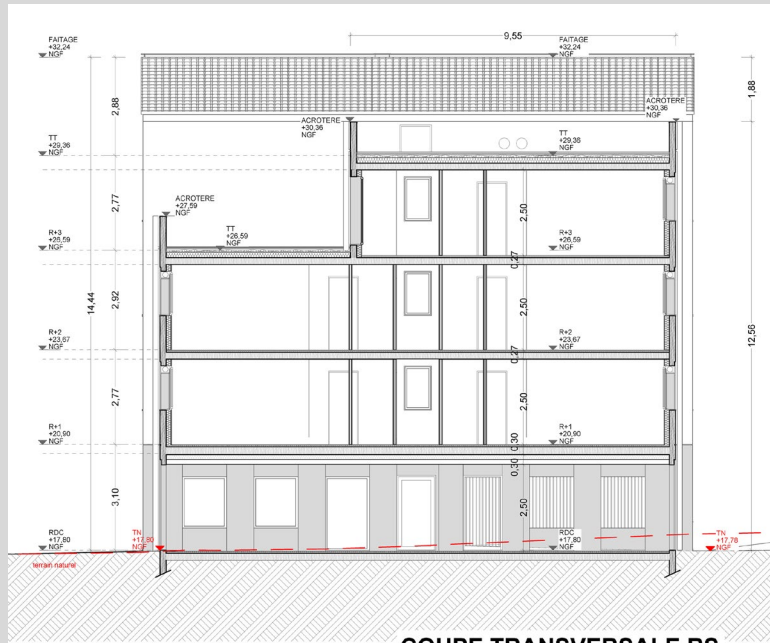 9,55
FAITAGE
+32,24
NGF
FAITAGE
+32,24
NGF
2,88
1,88
ACROTERE
+30,36
NGF
ACROTERE
+30,36
NGF
TT
+29,36
NGF
TT
+29,36
NGF
2,77
ACROTERE
+27,59
NGF
2,50
R+3
+26,59
NGF
TT
+26,59
NGF
R+3
+26,59
NGF
0,27
14,44
2,92
2,50
12,56
R+2
+23,67
NGF
R+2
+23,67
NGF
0,27
2,77
2,50
R+1
+20,90
NGF
R+1
+20,90
NGF
0,30
0,30
3,10
2,50
RDC
+17,80
NGF
TN
+17,80
NGF
RDC
+17,80
NGF
TN
+17,78
NGF
terrain naturel